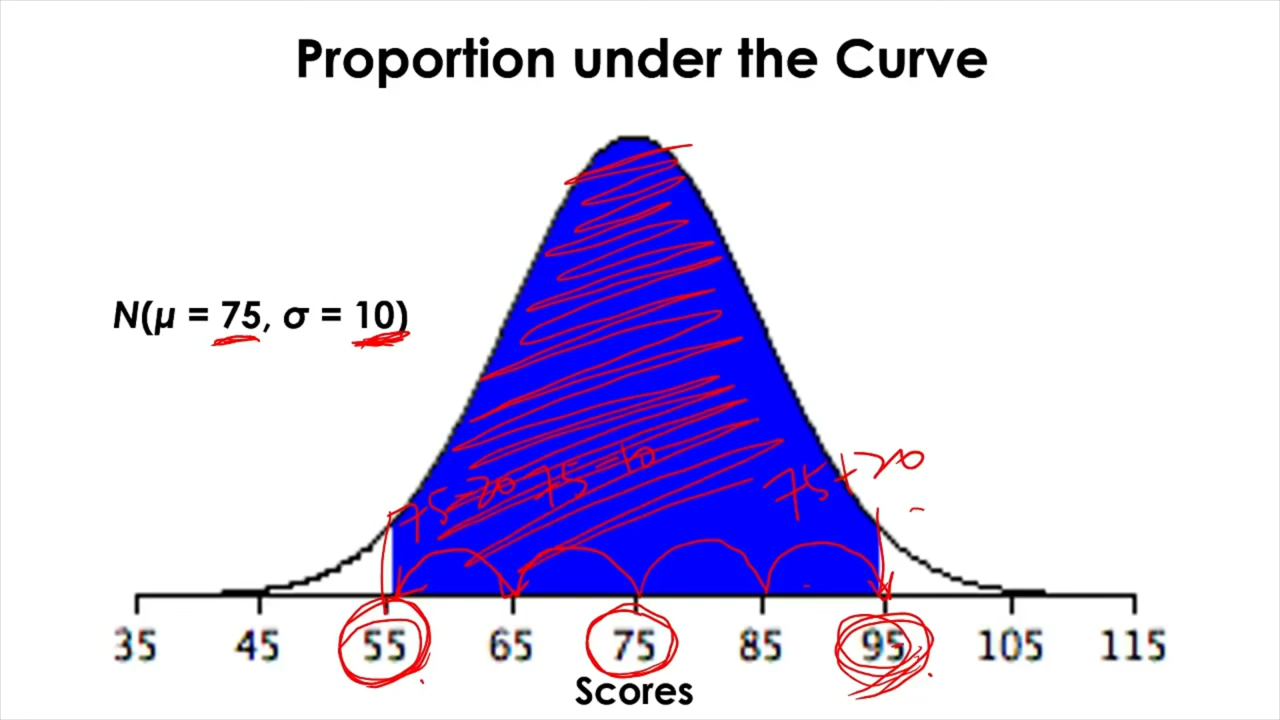 Proportion under the Curve
N(μ = 75, σ = 10)
75-20 75-10 75+20
35 45 55 65 75 85 95 105 115
Scores